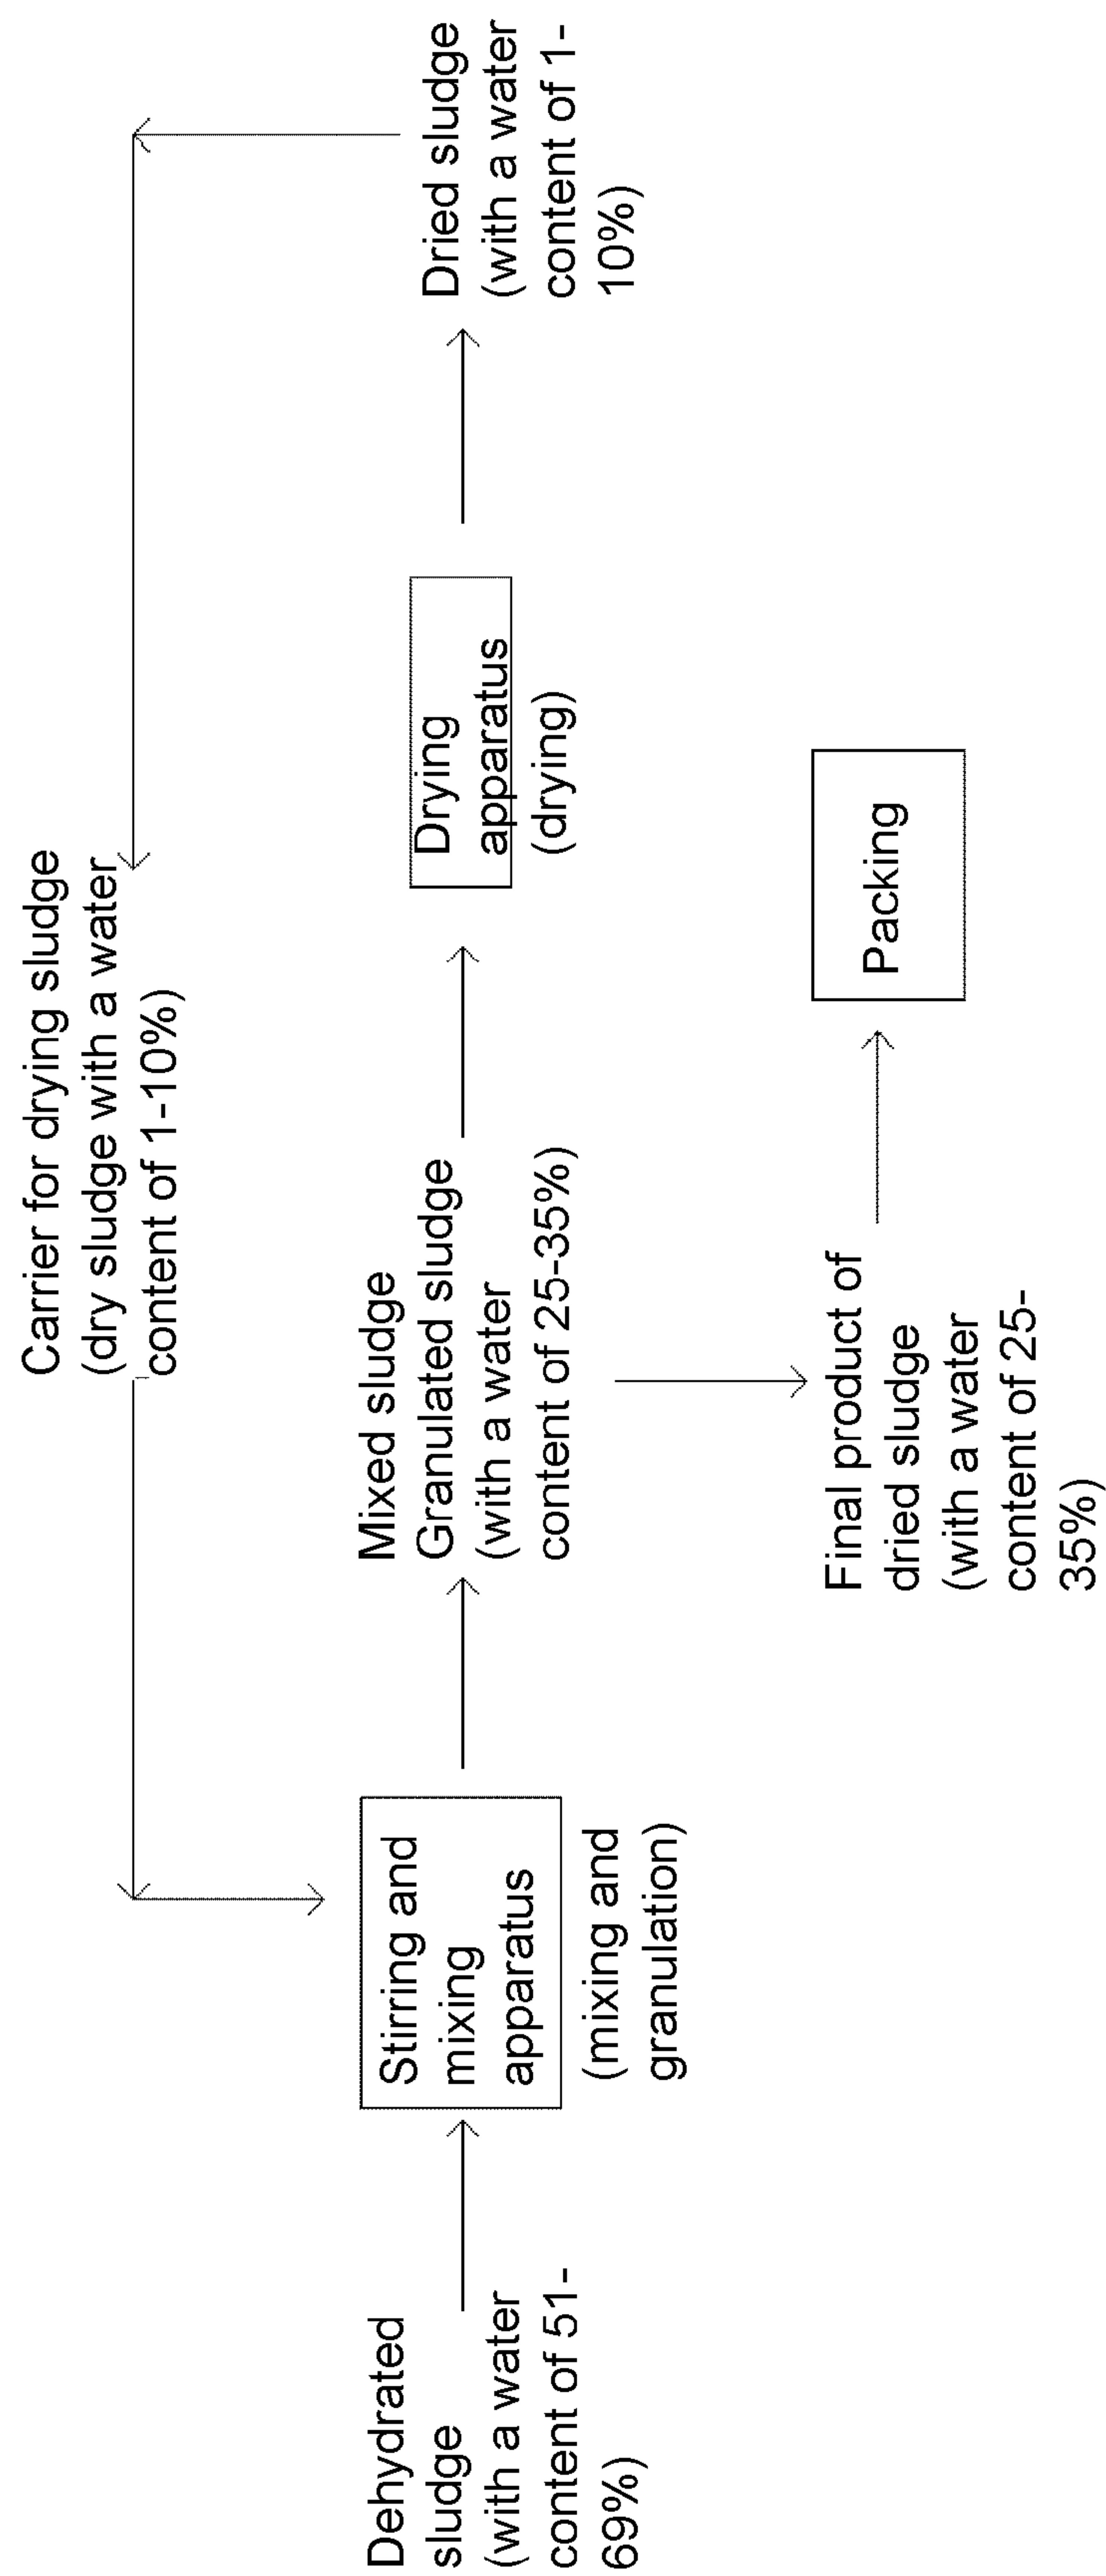 Carrier for drying sludge
(dry sludge with a water
content of 1-10%)
Dehydrated
sludge
(with a water
content of 51-
69%)
Stirring and
mixing
apparatus
(mixing and
granulation)
Mixed sludge
Granulated sludge
(with a water
content of 25-35%)
Drying
apparatus
(drying)
Dried sludge
(with a water
content of 1-
10%)
Final product of
dried sludge
(with a water
content of 25-
35%)
Packing